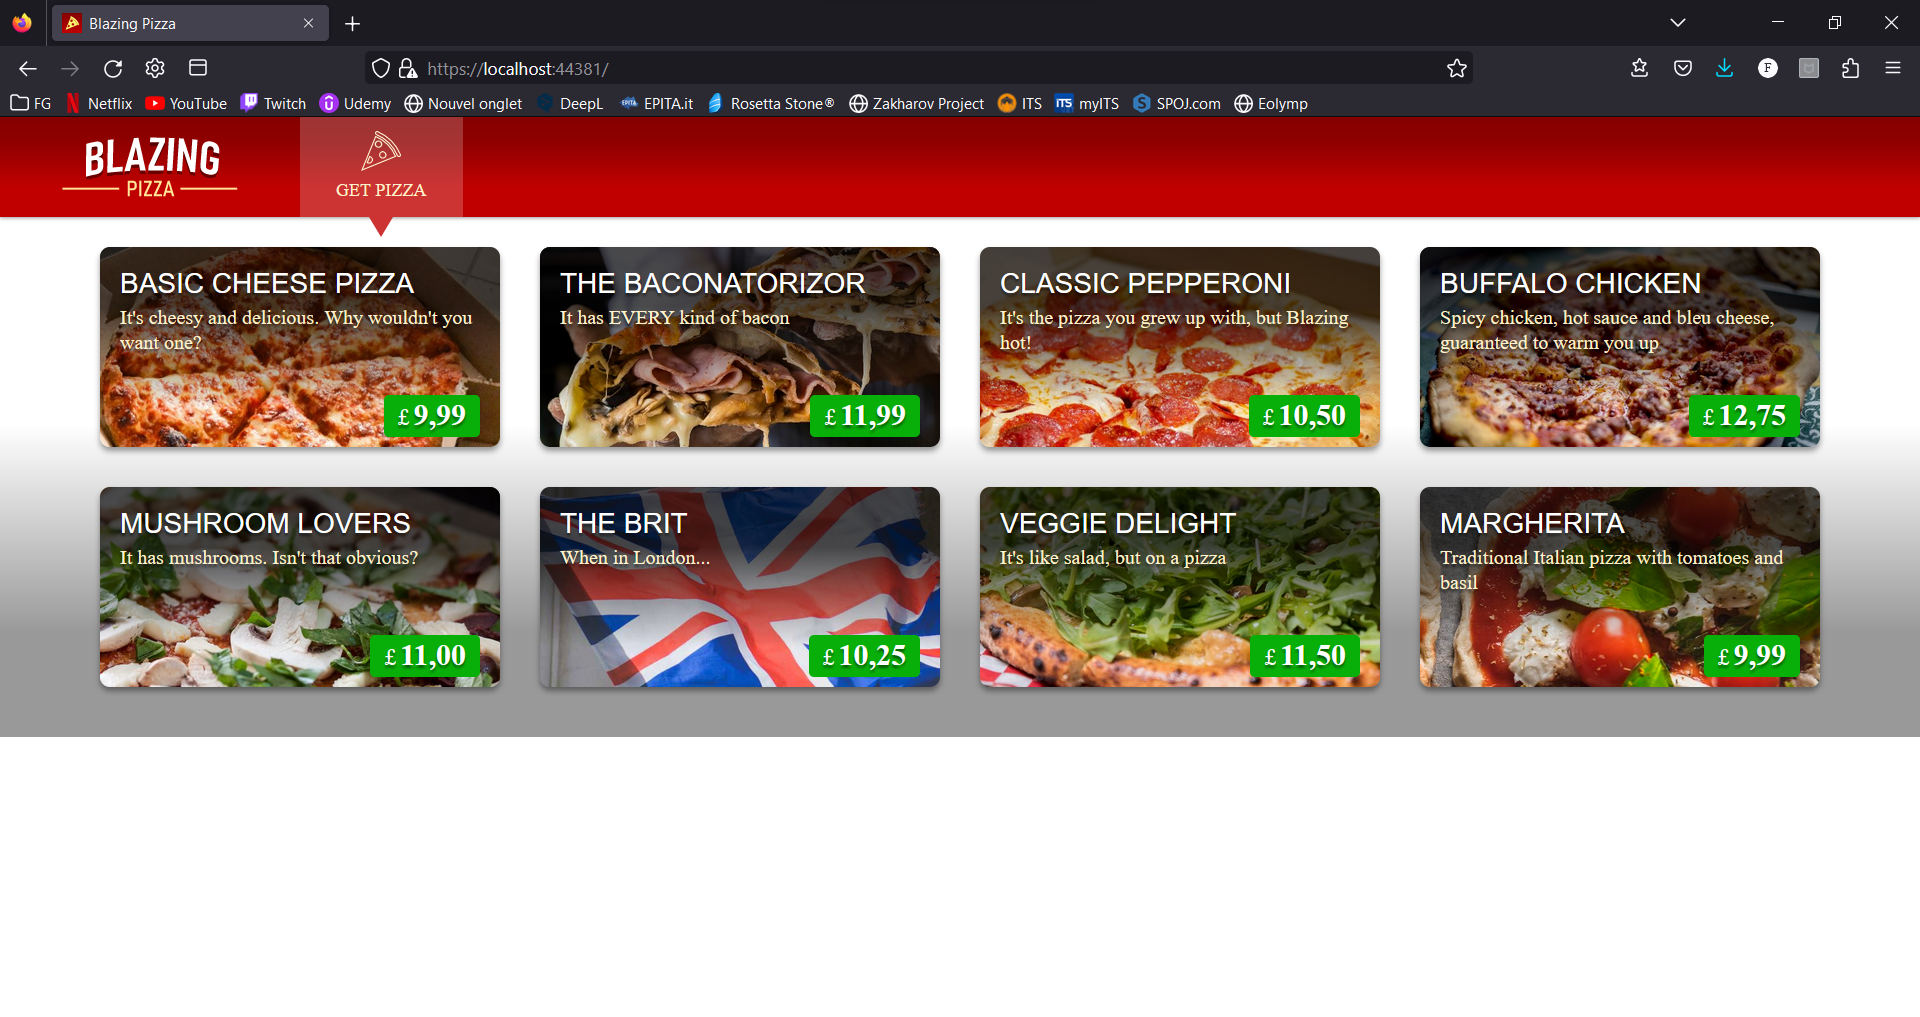 Blazing Pizza
https://localhost:44381/
FG
Netflix
YouTube
Twitch
Udemy
Nouvel onglet
DeepL
EPITA.it
Rosetta Stone®
Zakharov Project
ITS
myITS
SPOJ.com
Eolymp
BLAZING
PIZZA
GET PIZZA
BASIC CHEESE PIZZA
It's cheesy and delicious. Why wouldn't you
want one?
£ 9,99
THE BACONATORIZOR
It has EVERY kind of bacon
£ 11,99
CLASSIC PEPPERONI
It's the pizza you grew up with, but Blazing
hot!
£ 10,50
BUFFALO CHICKEN
Spicy chicken, hot sauce and bleu cheese,
guaranteed to warm you up
£ 12,75
MUSHROOM LOVERS
It has mushrooms. Isn't that obvious?
£ 11,00
THE BRIT
When in London...
£ 10,25
VEGGIE DELIGHT
It's like salad, but on a pizza
£ 11,50
MARGHERITA
Traditional Italian pizza with tomatoes and
basil
£ 9,99